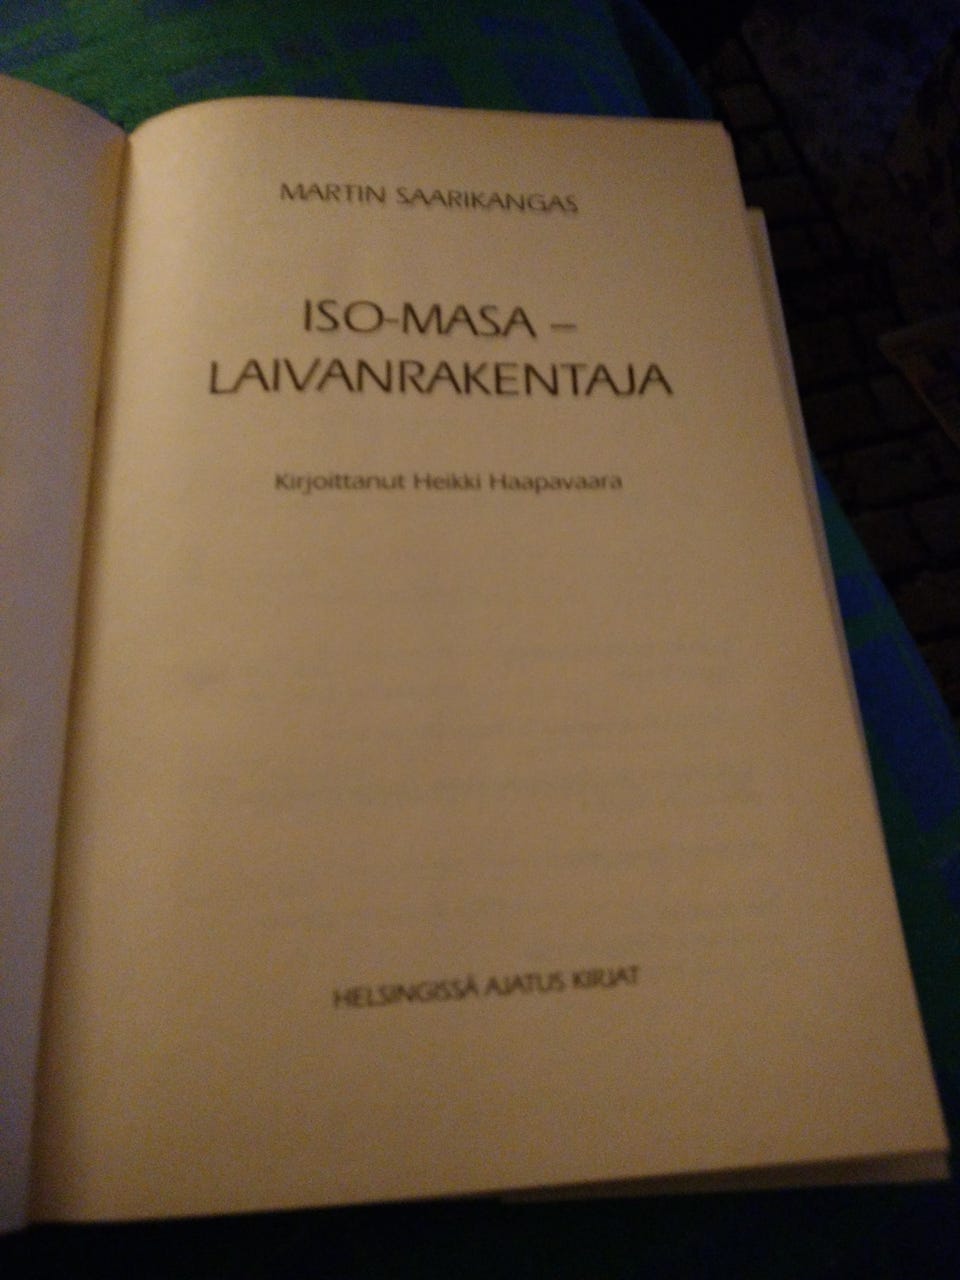 MARTIN SAARIKANGAS
ISO-MASA –
LAIVANRAKENTAJA
Kirjoittanut Heikki Haapavaara
HELSINGISSÄ AJATUS KIRJAT